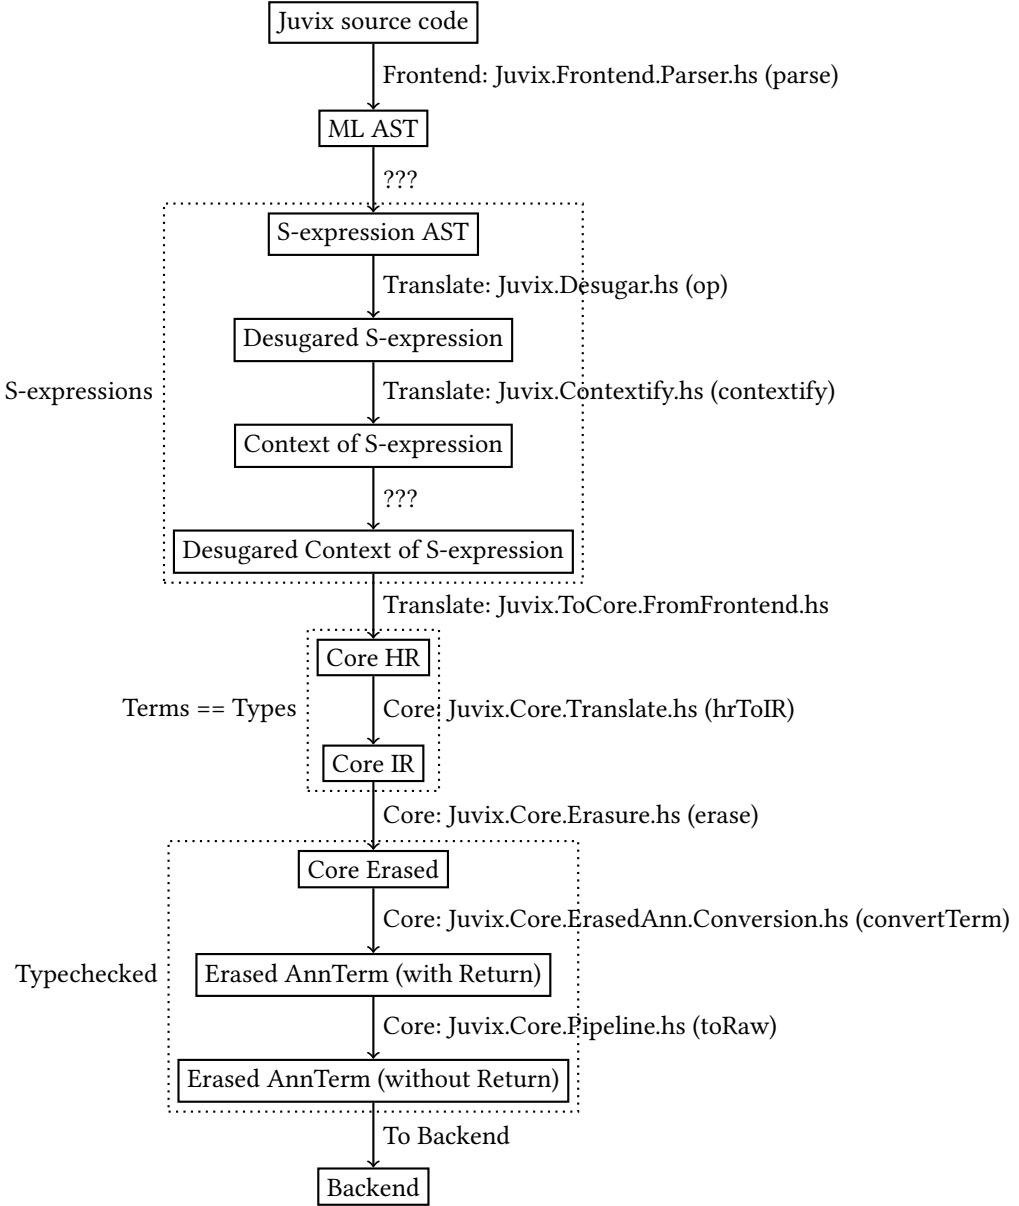 Juvix source code
Frontend: Juvix.Frontend.Parser.hs (parse)
ML AST
???
S-expression AST
Translate: Juvix.Desugar.hs (op)
Desugared S-expression
S-expressions
Translate: Juvix.Contextify.hs (contextify)
Context of S-expression
???
Desugared Context of S-expression
Translate: Juvix.ToCore.FromFrontend.hs
Core HR
Terms == Types
Core: Juvix.Core.Translate.hs (hrToIR)
Core IR
Core: Juvix.Core.Erasure.hs (erase)
Core Erased
Core: Juvix.Core.ErasedAnn.Conversion.hs (convertTerm)
Typechecked
Erased AnnTerm (with Return)
Core: Juvix.Core.Pipeline.hs (toRaw)
Erased AnnTerm (without Return)
To Backend
Backend